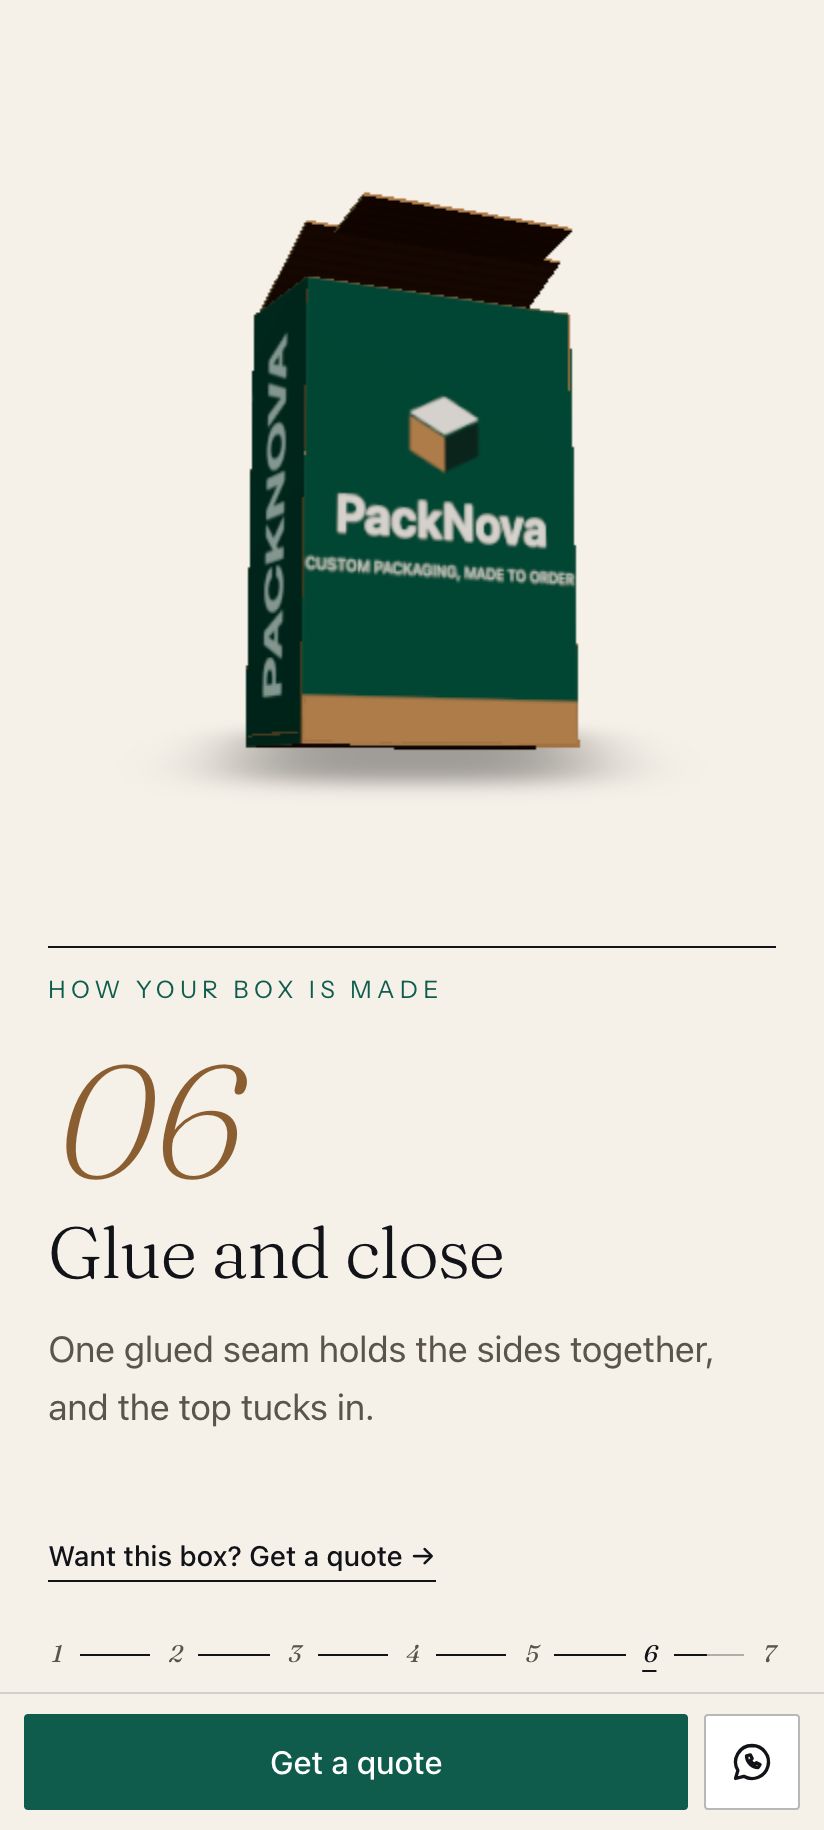 PACKNOVA
PackNova
CUSTOM PACKAGING, MADE TO ORDER
HOW YOUR BOX IS MADE
06
Glue and close
One glued seam holds the sides together,
and the top tucks in.
Want this box? Get a quote →
1 2 3 4 5 6 7
Get a quote